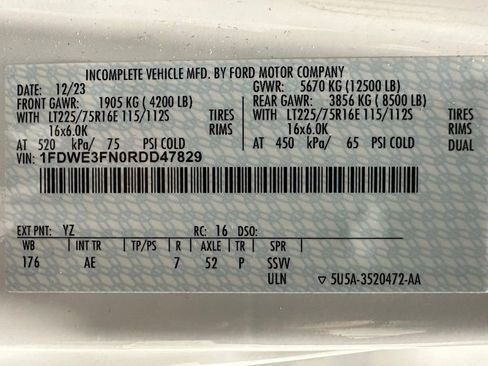 INCOMPLETE VEHICLE MFD. BY FORD MOTOR COMPANY
DATE: 12/23 GVWR: 5670 KG (12500 LB)
FRONT GAWR: 1905 KG (4200 LB) REAR GAWR: 3856 KG (8500 LB)
WITH LT225/75R16E 115/112S TIRES WITH LT225/75R16E 115/112S TIRES
16x6.0K RIMS 16x6.0K RIMS
AT 520 kPa/ 75 PSI COLD AT 450 kPa/ 65 PSI COLD DUAL
VIN: 1FDWE3FN0RDD47829
EXT PNT: YZ RC: 16 DSO:
WB INT TR TP/PS R AXLE TR SPR
176 AE 7 52 P SSVV
ULN ▽ 5U5A-3520472-AA